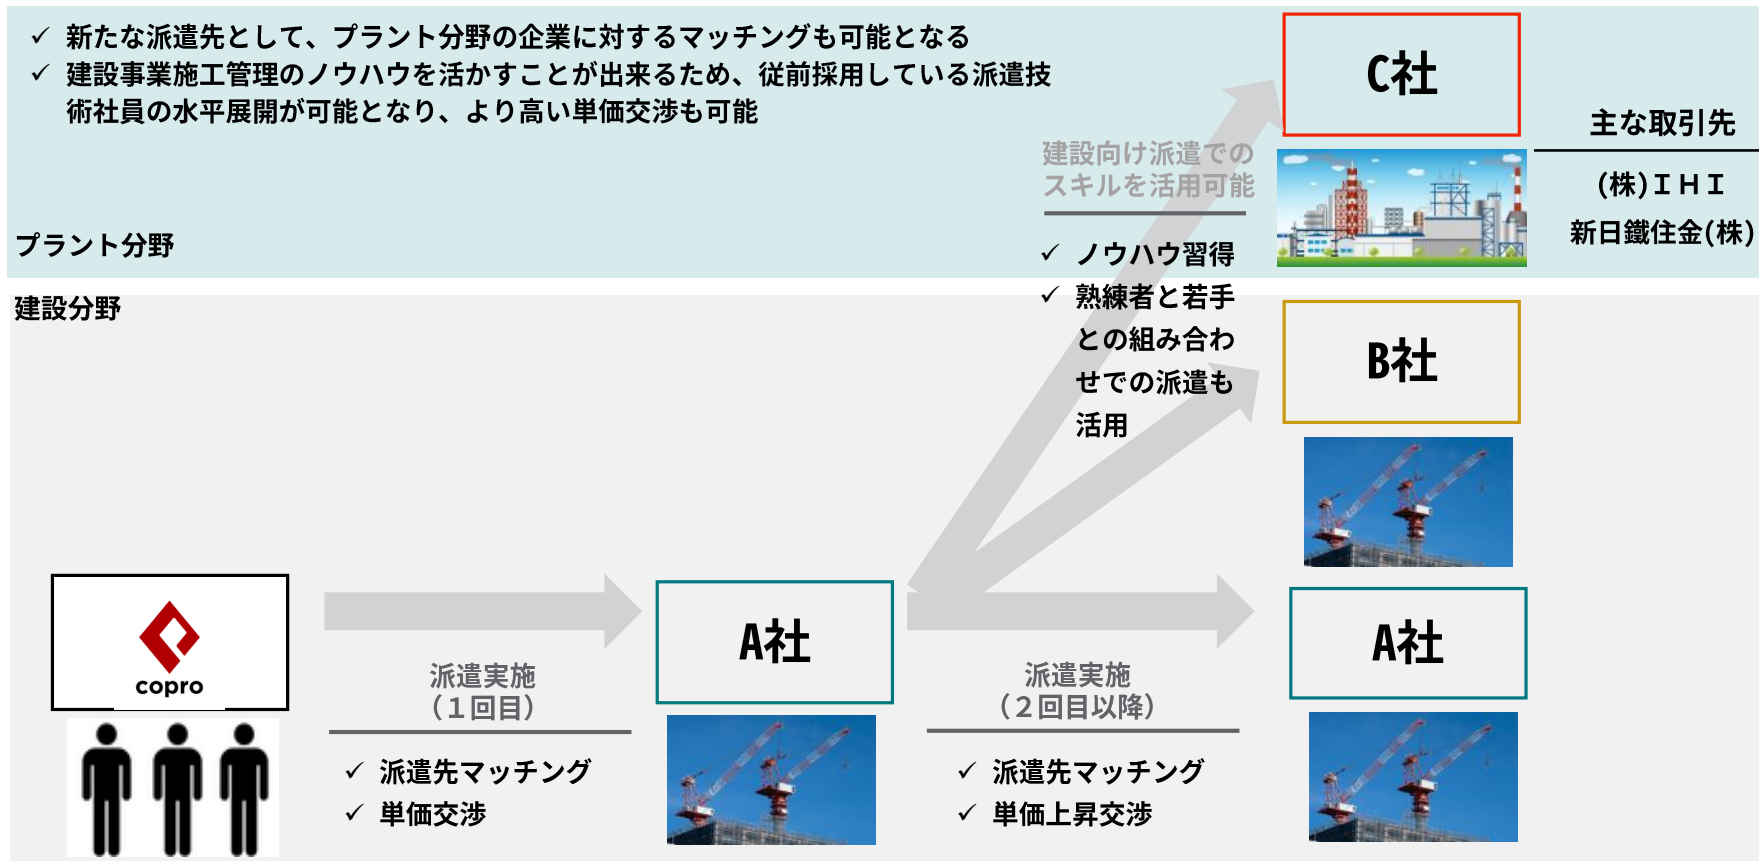 ✓ 新たな派遣先として、プラント分野の企業に対するマッチングも可能となる
✓ 建設事業施工管理のノウハウを活かすことが出来るため、従前採用している派遣技
術社員の水平展開が可能となり、より高い単価交渉も可能
プラント分野
C社
主な取引先
(株)ＩＨＩ
新日鐵住金(株)
建設向け派遣での
スキルを活用可能
✓ ノウハウ習得
✓ 熟練者と若手
との組み合わ
せでの派遣も
活用
建設分野
B社
copro
派遣実施
（１回目）
✓ 派遣先マッチング
✓ 単価交渉
A社
派遣実施
（２回目以降）
✓ 派遣先マッチング
✓ 単価上昇交渉
A社